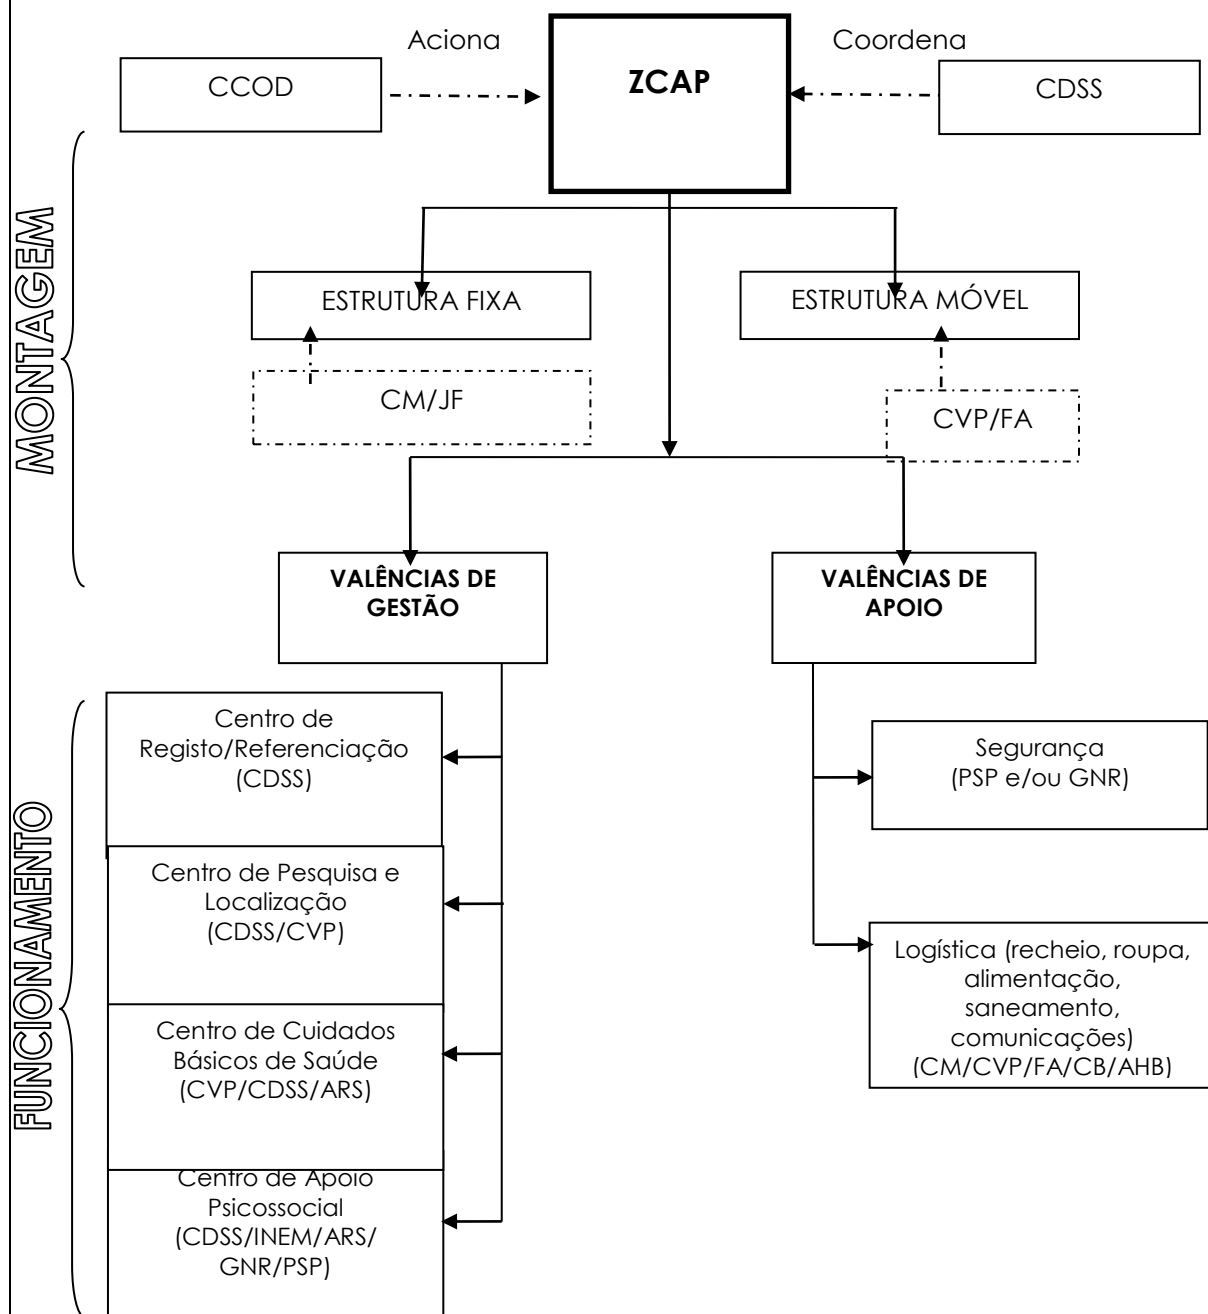 Aciona
Coordena
CCOD
ZCAP
CDSS
MONTAGEM
ESTRUTURA FIXA
ESTRUTURA MÓVEL
CM/JF
CVP/FA
VALÊNCIAS DE
GESTÃO
VALÊNCIAS DE
APOIO
FUNCIONAMENTO
Centro de
Registo/Referenciação
(CDSS)
Centro de Pesquisa e
Localização
(CDSS/CVP)
Centro de Cuidados
Básicos de Saúde
(CVP/CDSS/ARS)
Centro de Apoio
Psicossocial
(CDSS/INEM/ARS/
GNR/PSP)
Segurança
(PSP e/ou GNR)
Logística (recheio, roupa,
alimentação,
saneamento,
comunicações)
(CM/CVP/FA/CB/AHB)